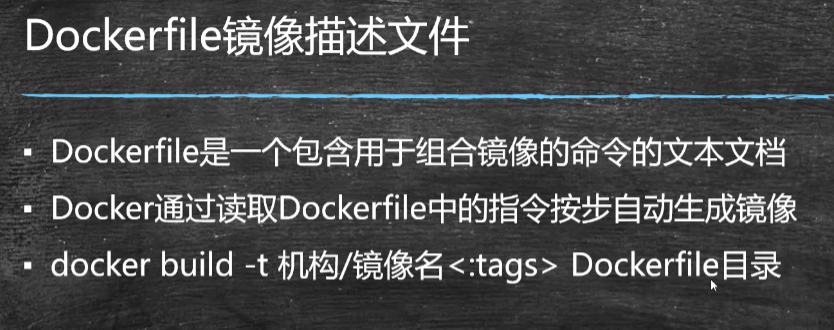 Dockerfile镜像描述文件
▪ Dockerfile是一个包含用于组合镜像的命令的文本文档
▪ Docker通过读取Dockerfile中的指令按步自动生成镜像
▪ docker build -t 机构/镜像名<:tags> Dockerfile目录